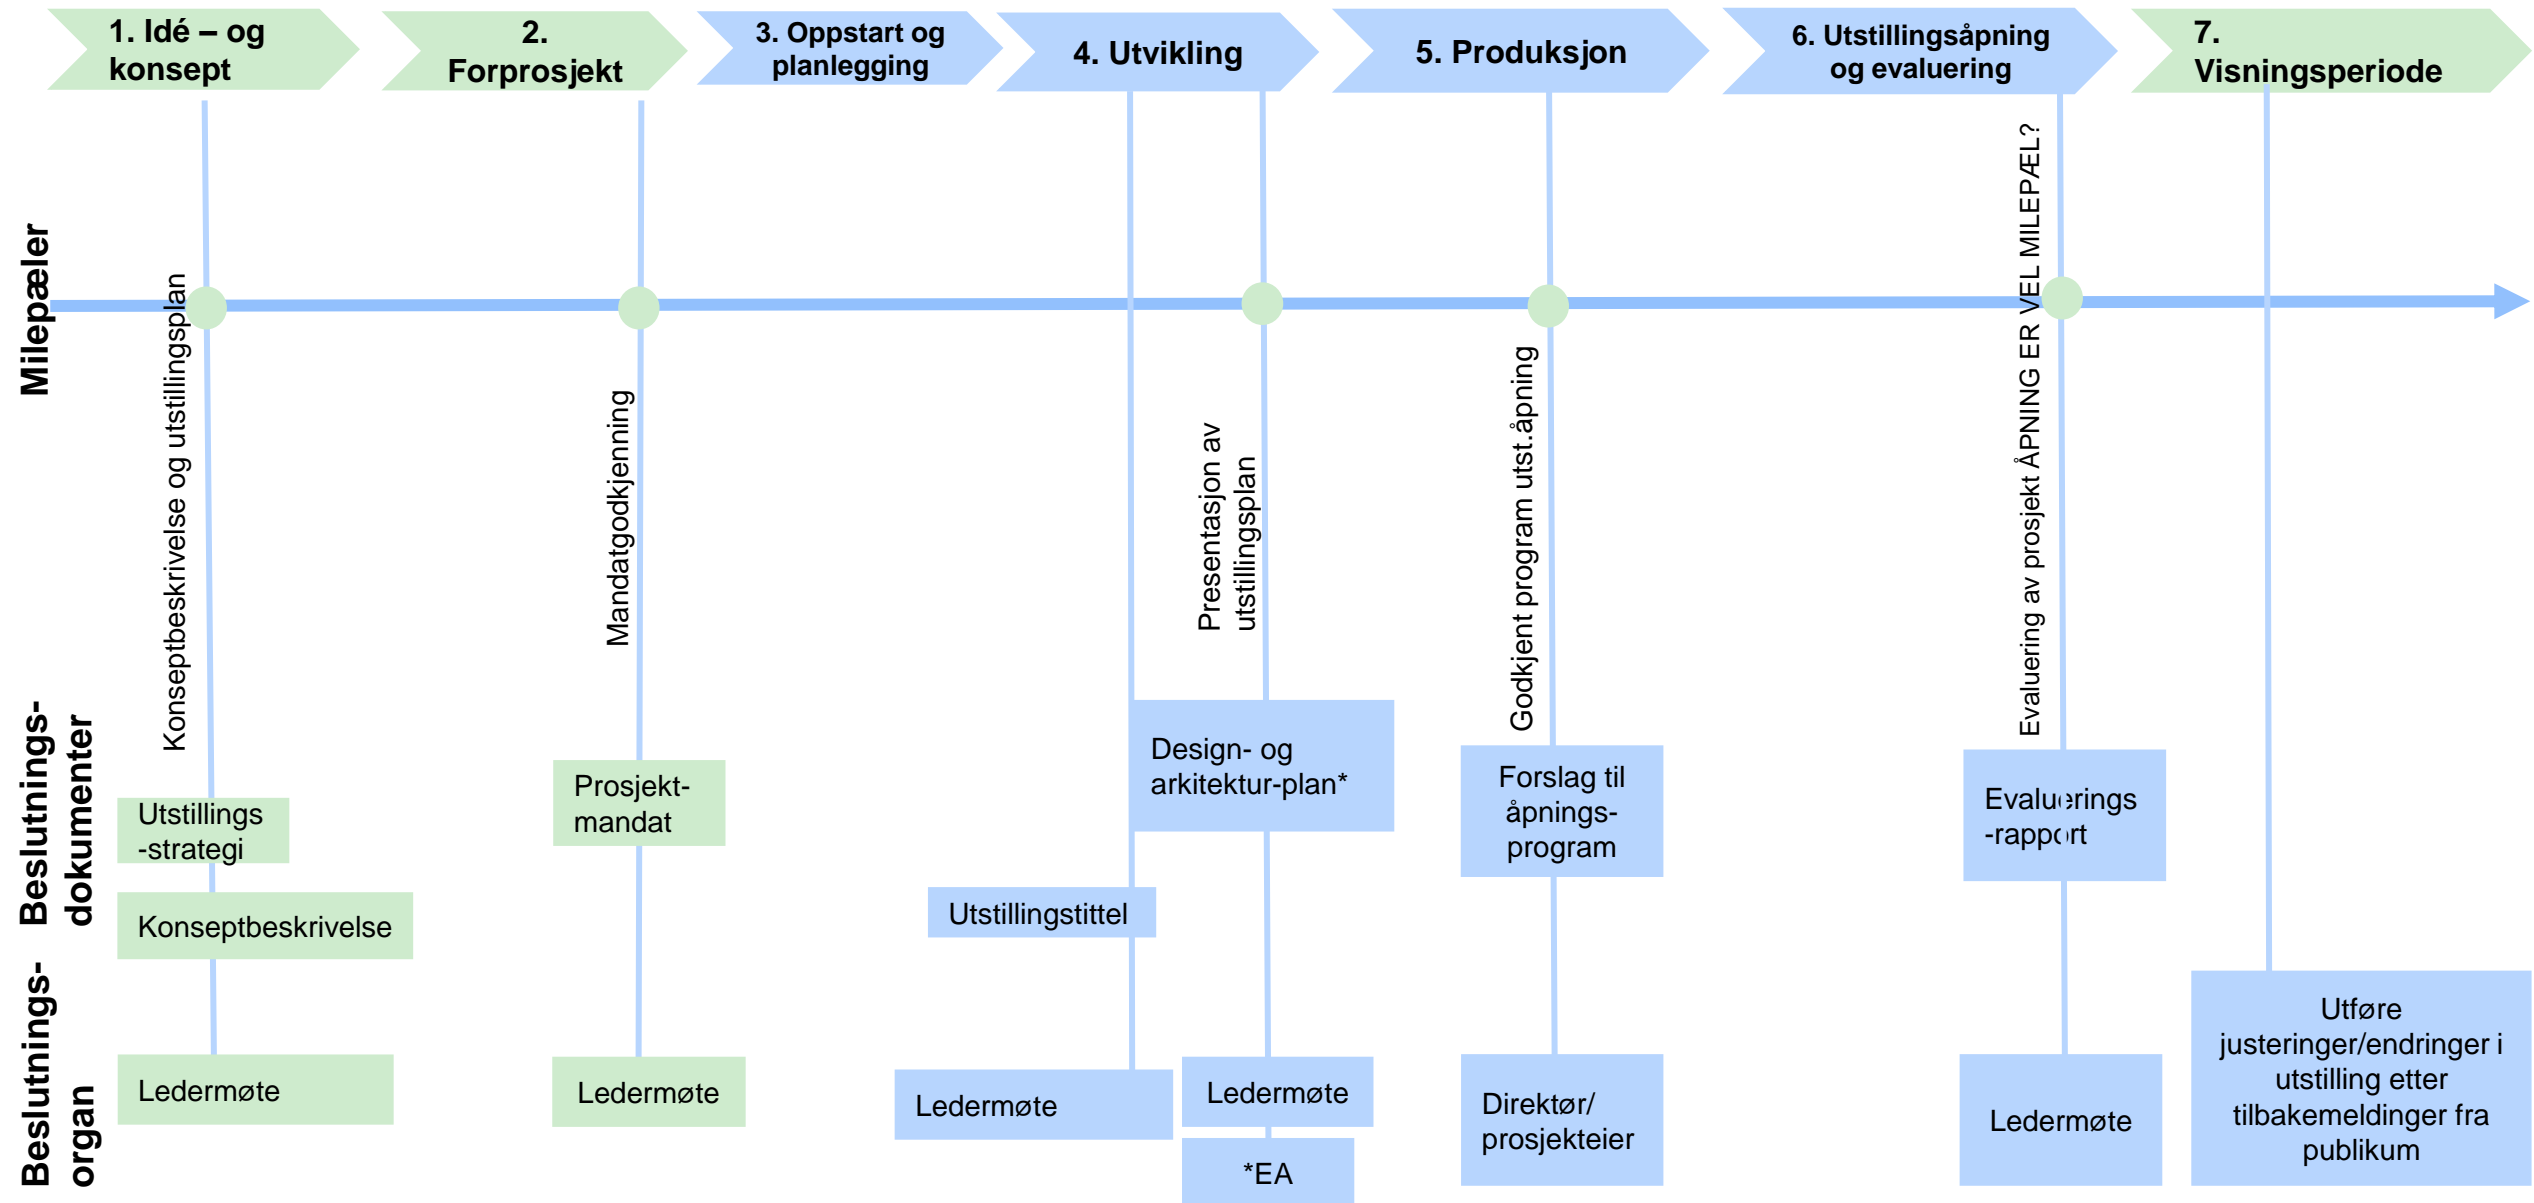 1. Idé – og
konsept
2.
Forprosjekt
3. Oppstart og
planlegging
4. Utvikling
5. Produksjon
6. Utstillingsåpning
og evaluering
7.
Visningsperiode
Milepæler
Konseptbeskrivelse og utstillingsplan
Mandatgodkjenning
Presentasjon av
utstillingsplan
Godkjent program utst.åpning
Evaluering av prosjekt ÅPNING ER VEL MILEPÆL?
Beslutnings-
dokumenter
Utstillings
-strategi
Konseptbeskrivelse
Prosjekt-
mandat
Utstillingstittel
Design- og
arkitektur-plan*
Forslag til
åpnings-
program
Evaluerings
-rapport
Beslutnings-
organ
Ledermøte
Ledermøte
Ledermøte
Ledermøte
*EA
Direktør/
prosjekteier
Ledermøte
Utføre
justeringer/endringer i
utstilling etter
tilbakemeldinger fra
publikum